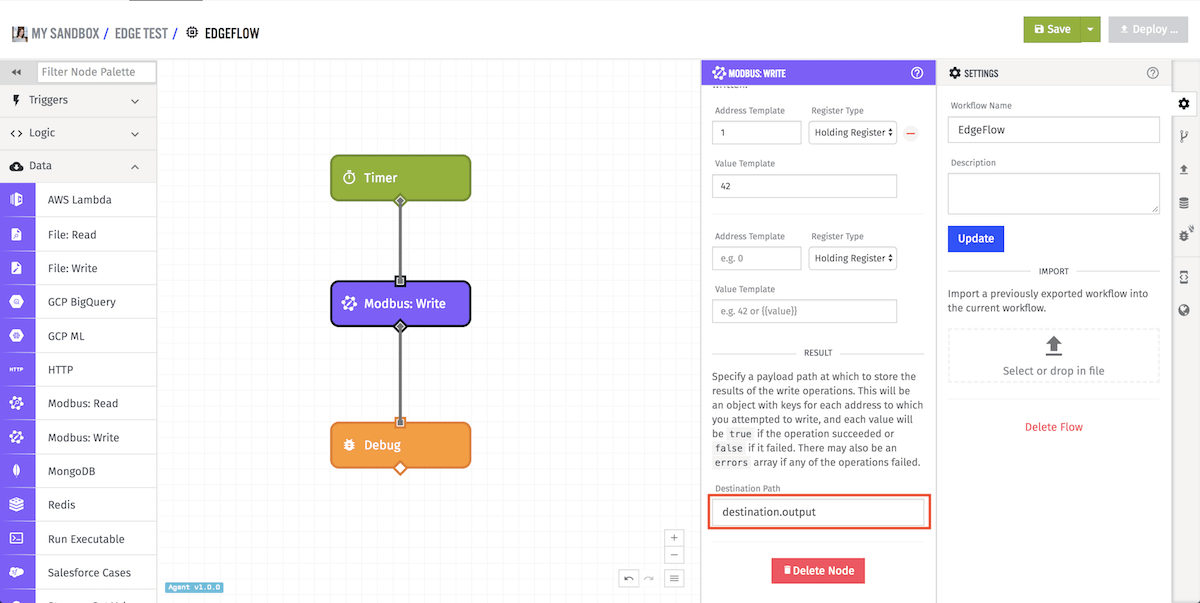 MY SANDBOX / EDGE TEST / EDGEFLOW
Save
Deploy ...
Filter Node Palette
Triggers
Logic
Data
AWS Lambda
File: Read
File: Write
GCP BigQuery
GCP ML
HTTP
HTTP
Modbus: Read
Modbus: Write
MongoDB
Redis
Run Executable
Salesforce Cases
Timer
Modbus: Write
Debug
Agent v1.0.0
MODBUS: WRITE
Address Template
Register Type
1
Holding Register
Value Template
42
Address Template
Register Type
e.g. 0
Holding Register
Value Template
e.g. 42 or {{value}}
RESULT
Specify a payload path at which to store the
results of the write operations. This will be
an object with keys for each address to which
you attempted to write, and each value will
be true if the operation succeeded or
false if it failed. There may also be an
errors array if any of the operations failed.
Destination Path
destination.output
Delete Node
SETTINGS
Workflow Name
EdgeFlow
Description
Update
IMPORT
Import a previously exported workflow into
the current workflow.
Select or drop in file
Delete Flow